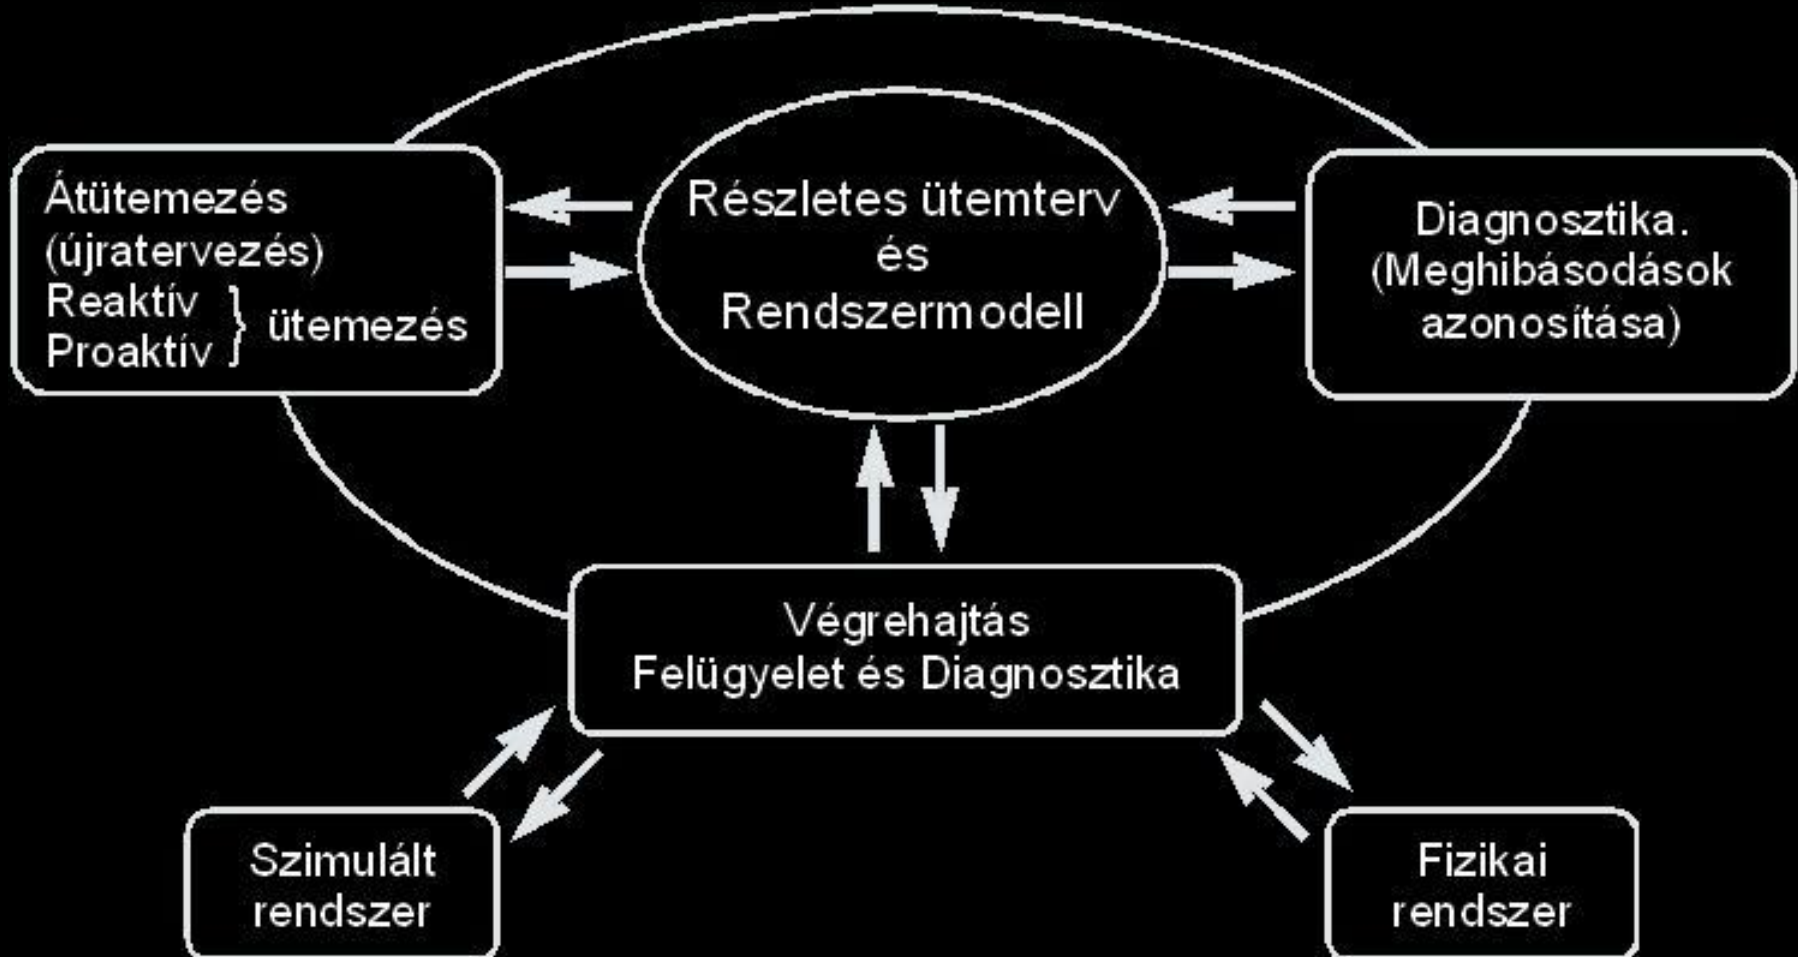 Átütemezés
(újratervezés)
Reaktív
Proaktív
} ütemezés
Részletes ütemterv
és
Rendszermodell
Diagnosztika.
(Meghibásodások
azonosítása)
Végrehajtás
Felügyelet és Diagnosztika
Szimulált
rendszer
Fizikai
rendszer